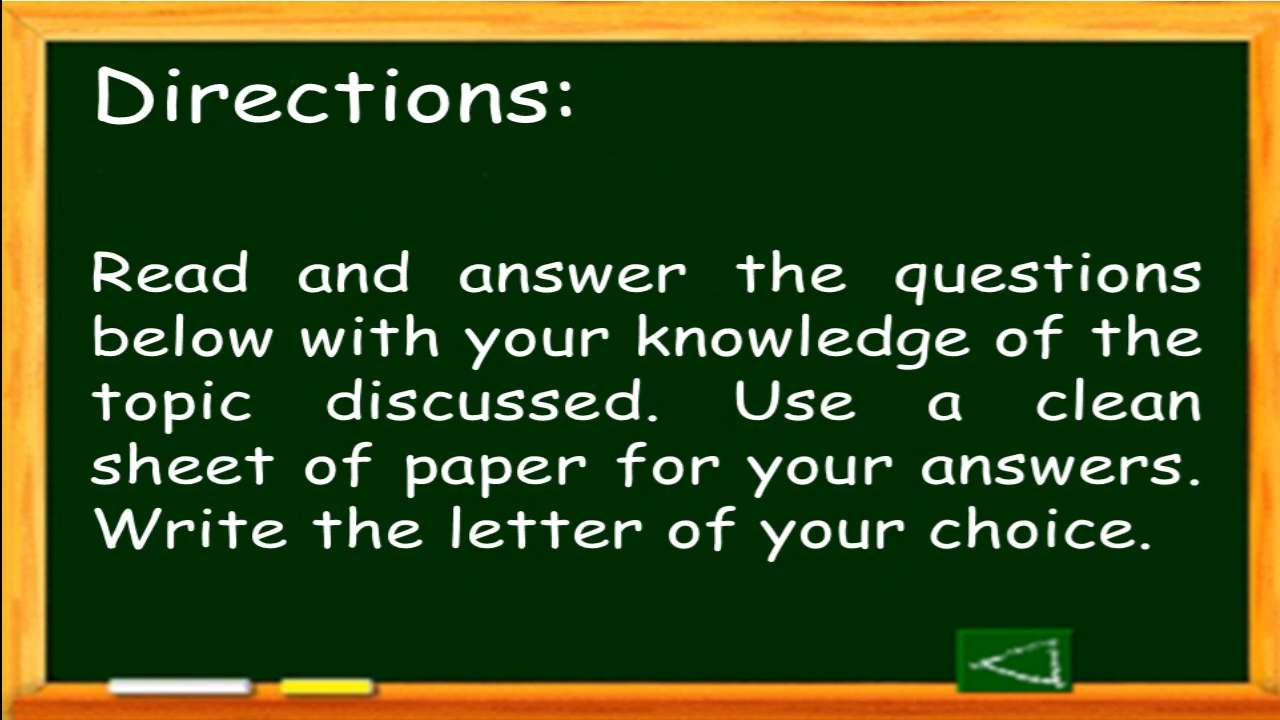 Directions:
Read and answer the questions
below with your knowledge of the
topic discussed. Use a clean
sheet of paper for your answers.
Write the letter of your choice.